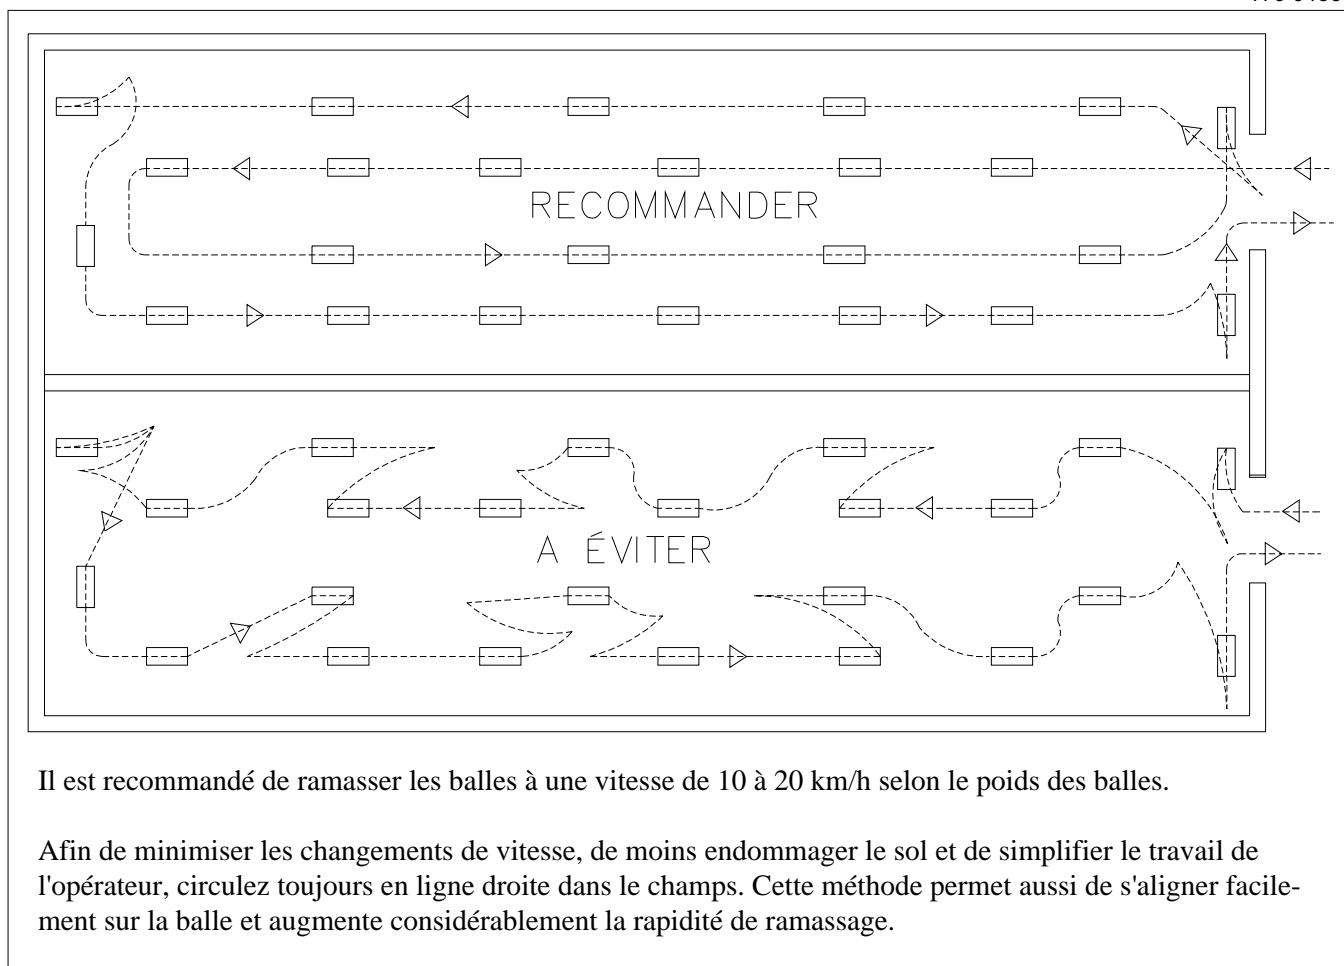 RECOMMANDER
A ÉVITER
Il est recommandé de ramasser les balles à une vitesse de 10 à 20 km/h selon le poids des balles.
Afin de minimiser les changements de vitesse, de moins endommager le sol et de simplifier le travail de
l'opérateur, circulez toujours en ligne droite dans le champs. Cette méthode permet aussi de s'aligner facile-
ment sur la balle et augmente considérablement la rapidité de ramassage.